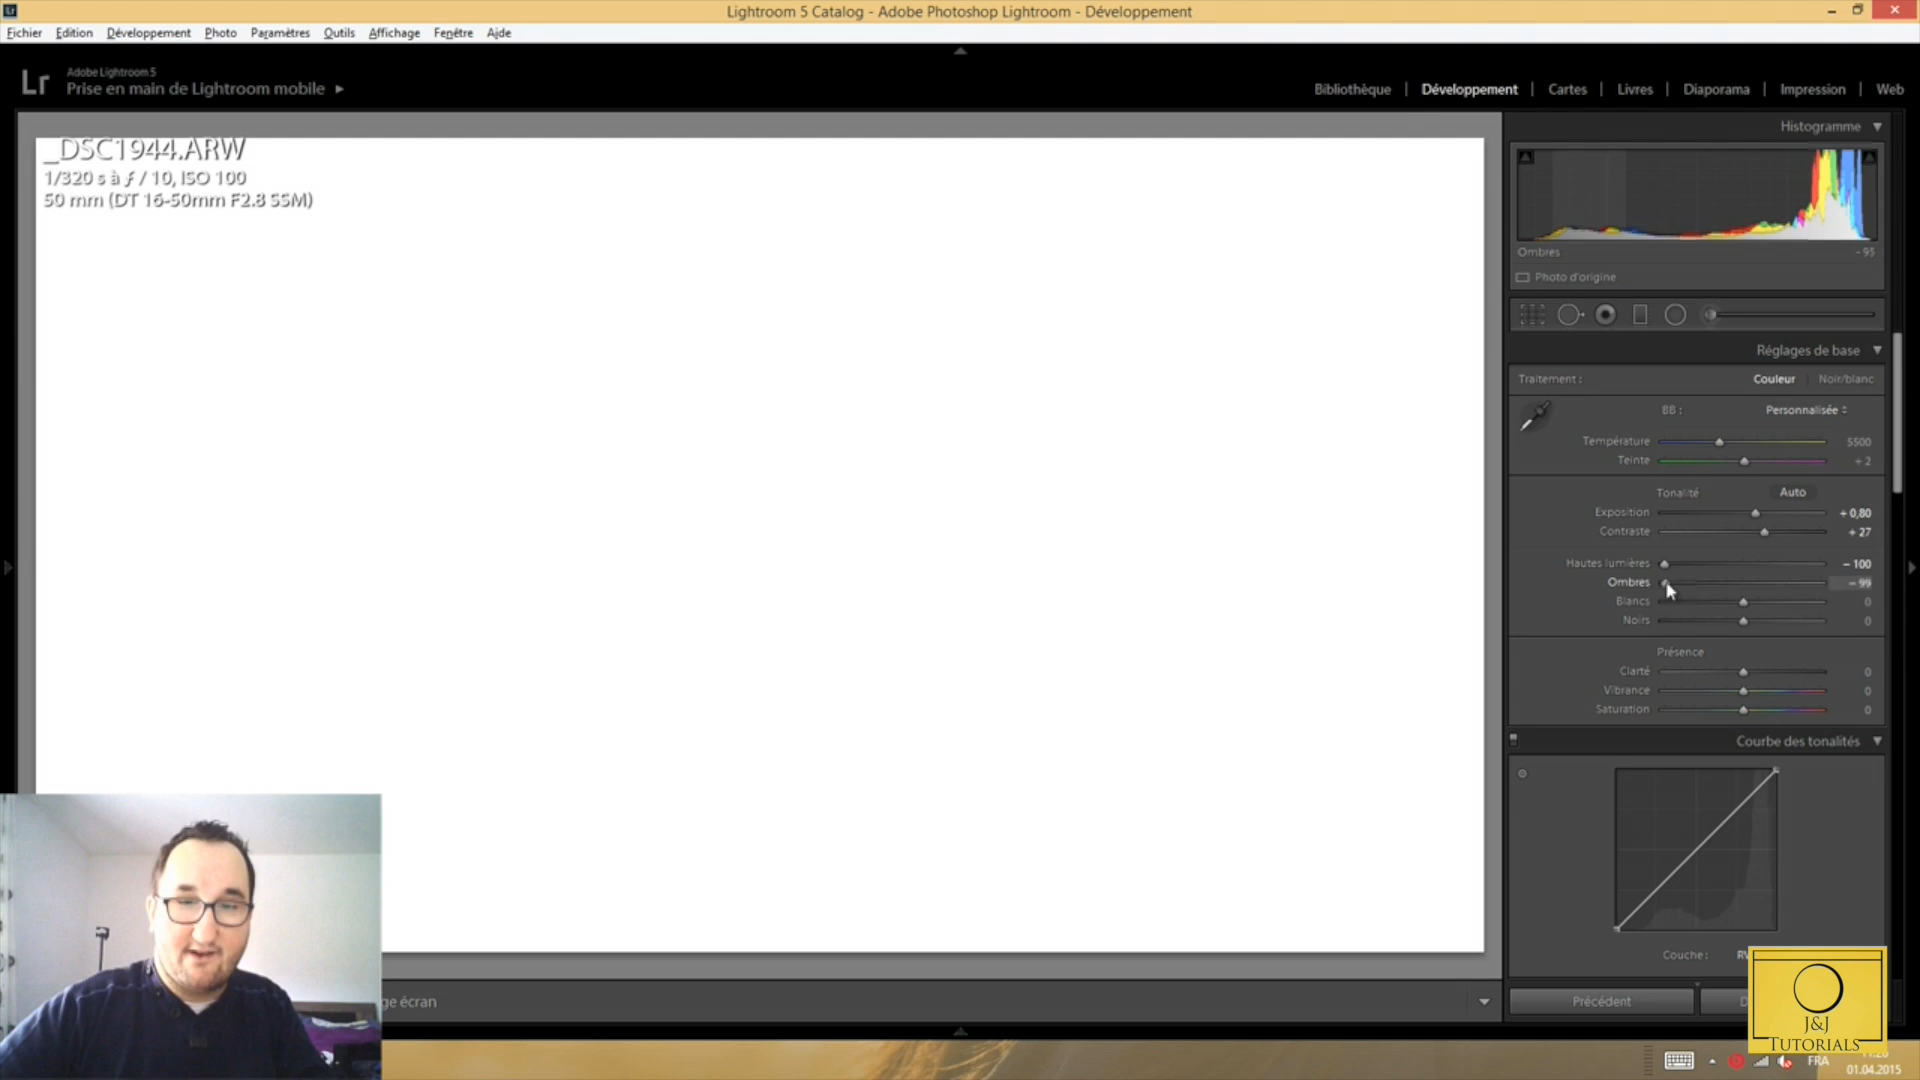 Lr
Lightroom 5 Catalog - Adobe Photoshop Lightroom - Développement
Fichier Edition Développement Photo Paramètres Outils Affichage Fenêtre Aide
Lr
Adobe Lightroom 5
Prise en main de Lightroom mobile
Bibliothèque | Développement | Cartes | Livres | Diaporama | Impression | Web
_DSC1944.ARW
1/320 s à ƒ / 10, ISO 100
50 mm (DT 16-50mm F2.8 SSM)
Histogramme
Ombres - 95
Photo d'origine
Réglages de base
Traitement : Couleur Noir/blanc
BB : Personnalisée
Température 5500
Teinte + 2
Tonalité Auto
Exposition + 0,80
Contraste + 27
Hautes lumières - 100
Ombres - 99
Blancs 0
Noirs 0
Présence
Clarté 0
Vibrance 0
Saturation 0
Courbe des tonalités
Couche :
Précédent
ge écran
J&J
TUTORIALS
FRA
01.04.2015